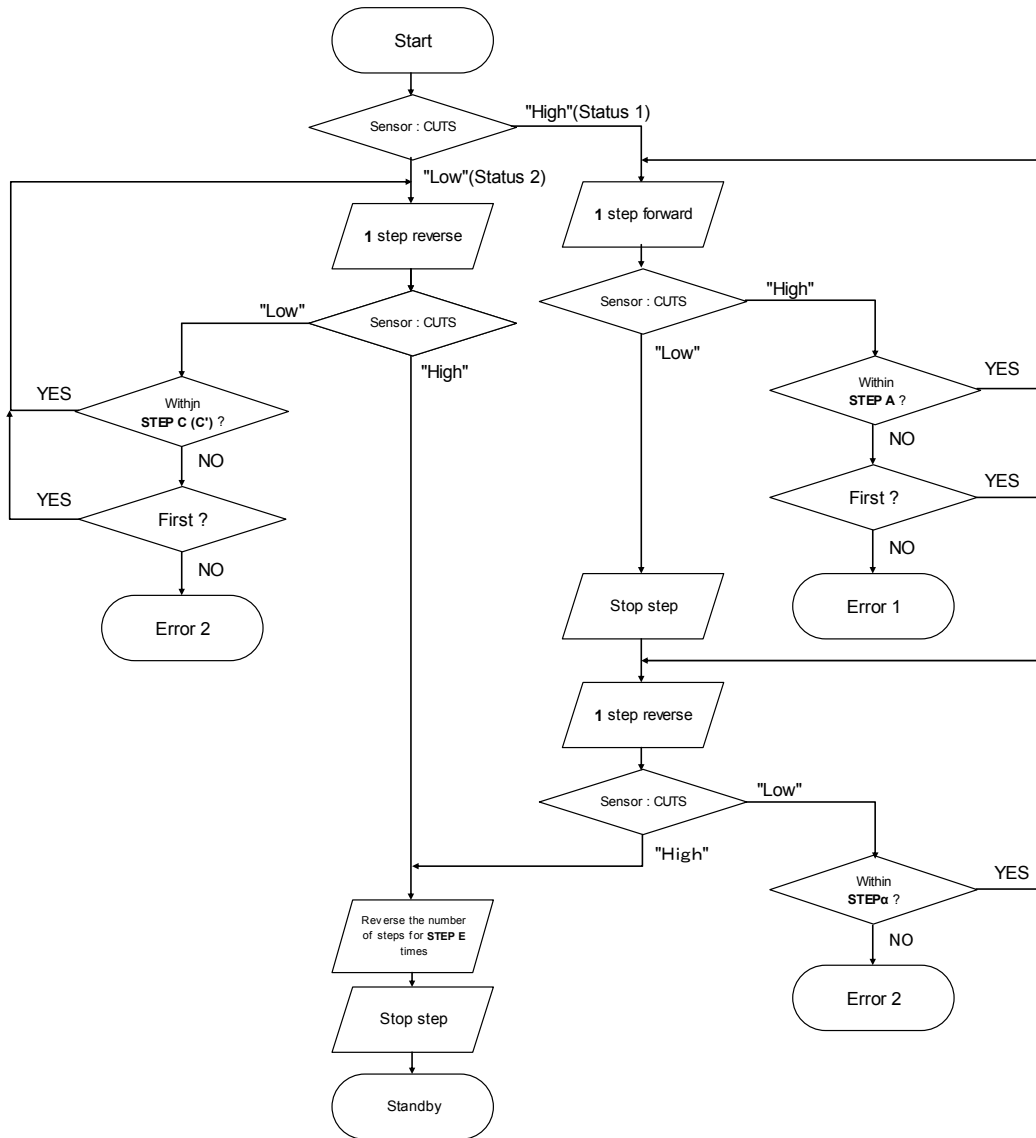 Start
Sensor : CUTS
"High"(Status 1)
"Low"(Status 2)
1 step reverse
1 step forward
Sensor : CUTS
"Low"
"High"
Sensor : CUTS
"High"
"Low"
YES
Withjn
STEP C (C') ?
NO
YES
First ?
NO
Error 2
Within
STEP A ?
YES
NO
First ?
YES
NO
Error 1
Stop step
1 step reverse
Sensor : CUTS
"Low"
"High"
Within
STEPα ?
YES
NO
Error 2
Reverse the number
of steps for STEP E
times
Stop step
Standby